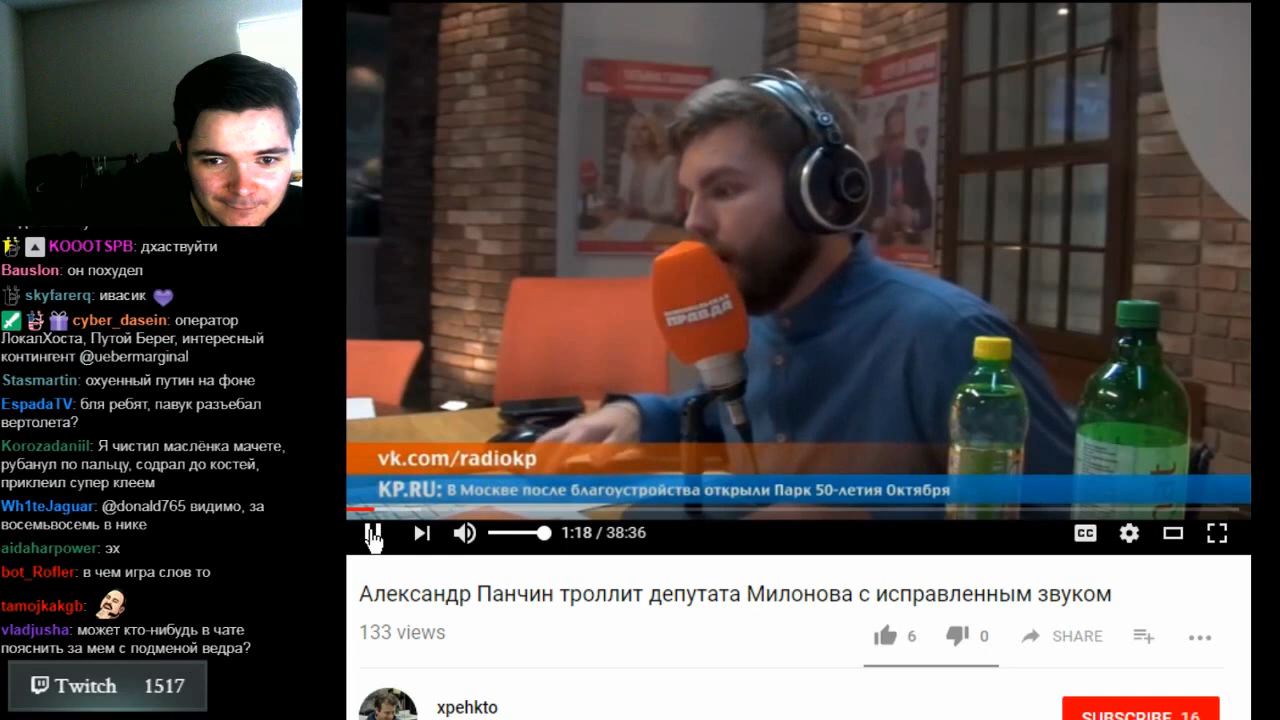 KOOOTSPB: дхаствуйти
Bauslon: он похудел
skyfarerq: ивасик
cyber_dasein: оператор
ЛокалХоста, Путой Берег, интересный
контингент @uebermarginal
Stasmartin: охуенный путин на фоне
EspadaTV: бля ребят, павук разъебал
вертолета?
Korozadaniil: Я чистил маслёнка мачете,
рубанул по пальцу, содрал до костей,
приклеил супер клеем
Wh1teJaguar: @donald765 видимо, за
восемьвосемь в нике
aidaharpower: эх
bot_Rofler: в чем игра слов то
tamojkakgb:
vladjusha: может кто-нибудь в чате
пояснить за мем с подменой ведра?
Twitch 1517
ПРАВДА
vk.com/radiokp
KP.RU: В Москве после благоустройства открыли Парк 50-летия Октября
1:18 / 38:36
CC
Александр Панчин троллит депутата Милонова с исправленным звуком
133 views
6
0
SHARE
xpehkto
SUBSCRIBE 16